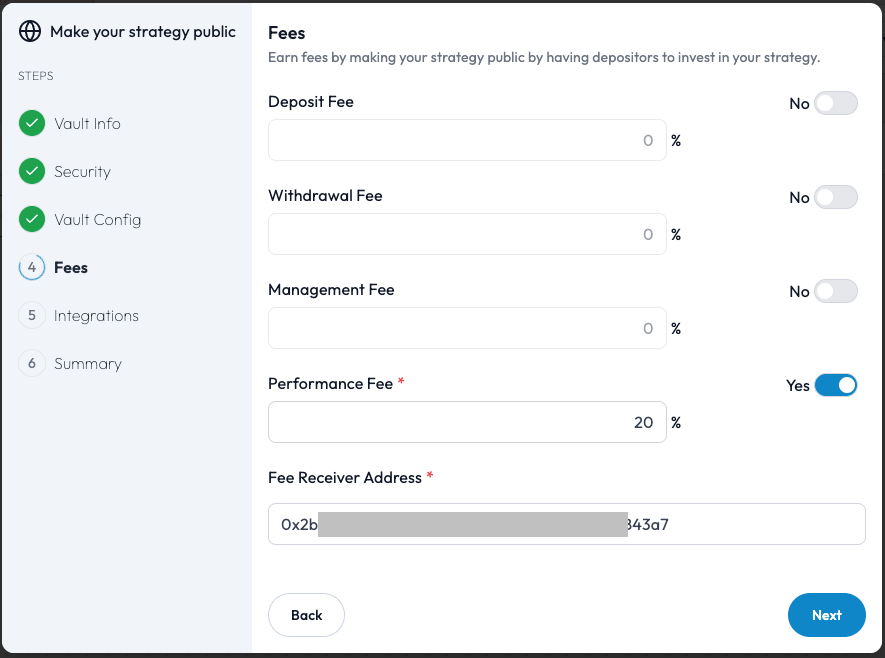 Make your strategy public
STEPS
Vault Info
Security
Vault Config
4 Fees
5 Integrations
6 Summary
Fees
Earn fees by making your strategy public by having depositors to invest in your strategy.
Deposit Fee
No
0 %
Withdrawal Fee
No
0 %
Management Fee
No
0 %
Performance Fee *
Yes
20 %
Fee Receiver Address *
0x2b 343a7
Back
Next